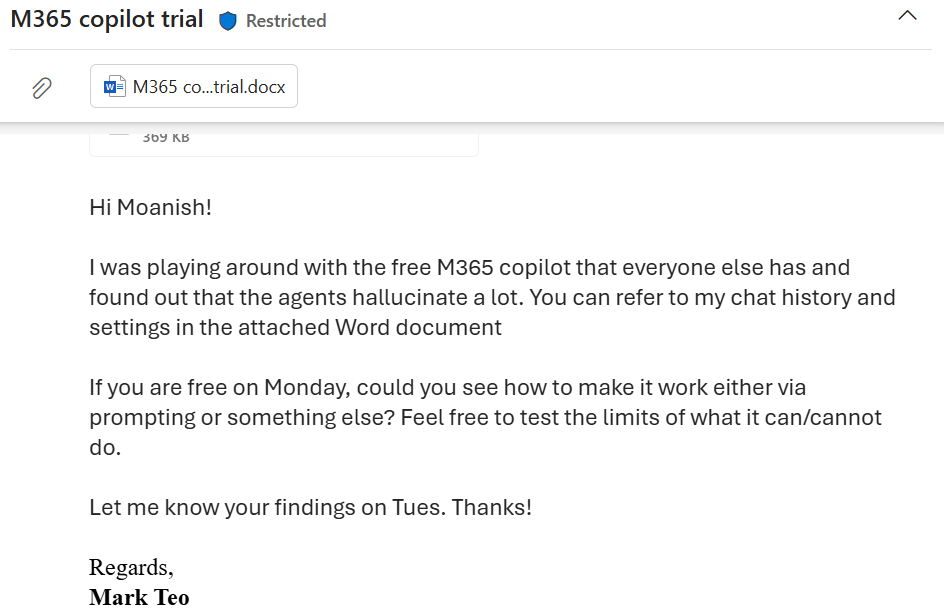 M365 copilot trial Restricted
M365 co...trial.docx
369 KB
Hi Moanish!
I was playing around with the free M365 copilot that everyone else has and
found out that the agents hallucinate a lot. You can refer to my chat history and
settings in the attached Word document
If you are free on Monday, could you see how to make it work either via
prompting or something else? Feel free to test the limits of what it can/cannot
do.
Let me know your findings on Tues. Thanks!
Regards,
Mark Teo